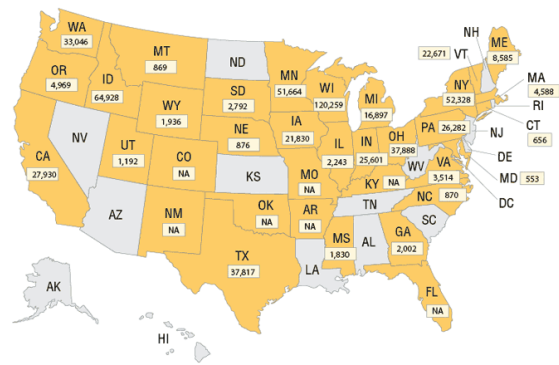 WA
33,046
MT
869
ND
OR
4,969
ID
64,928
WY
1,936
SD
2,792
MN
51,664
WI
120,259
MI
16,897
NH
22,671
VT
ME
8,585
NY
52,328
MA
4,588
RI
CT
656
NV
UT
1,192
CO
NA
NE
876
IA
21,830
IL
2,243
IN
25,601
OH
37,888
PA
26,282
NJ
DE
MD 553
DC
WV
VA
3,514
CA
27,930
KS
MO
NA
KY NA
NC
870
TN
SC
AZ
NM
NA
OK
NA
AR
NA
MS
1,830
AL
GA
2,002
TX
37,817
LA
FL
NA
AK
HI